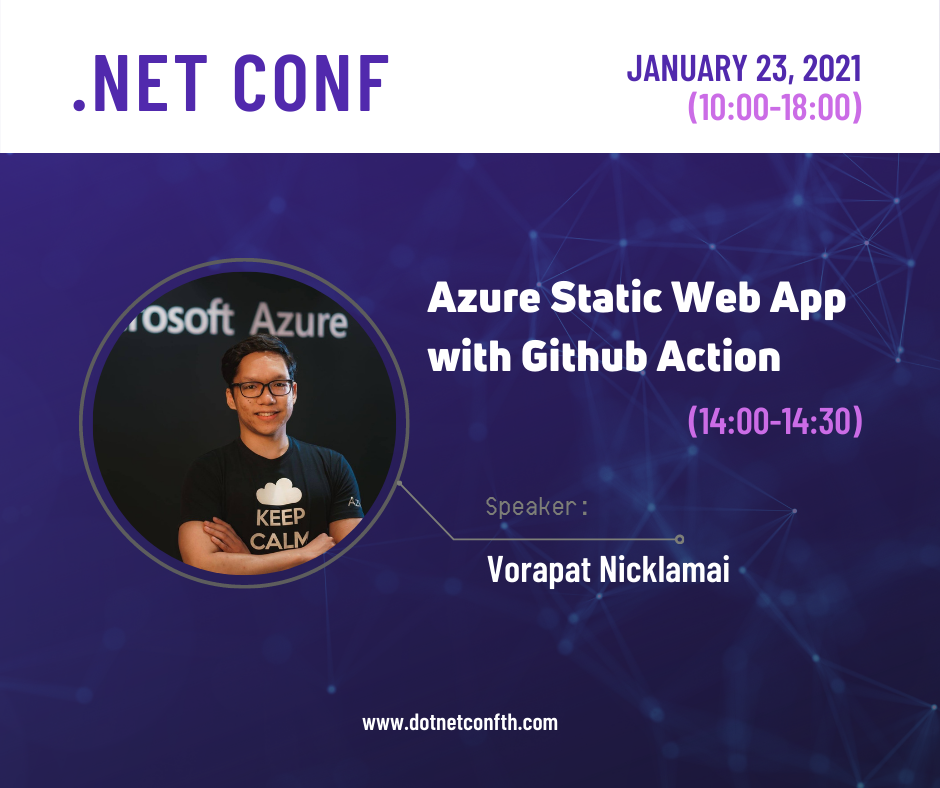 .NET CONF
JANUARY 23, 2021
(10:00-18:00)
Azure Static Web App
with Github Action
(14:00-14:30)
rosoft Azure
KEEP
CALM
Az
Speaker:
Vorapat Nicklamai
www.dotnetconfth.com